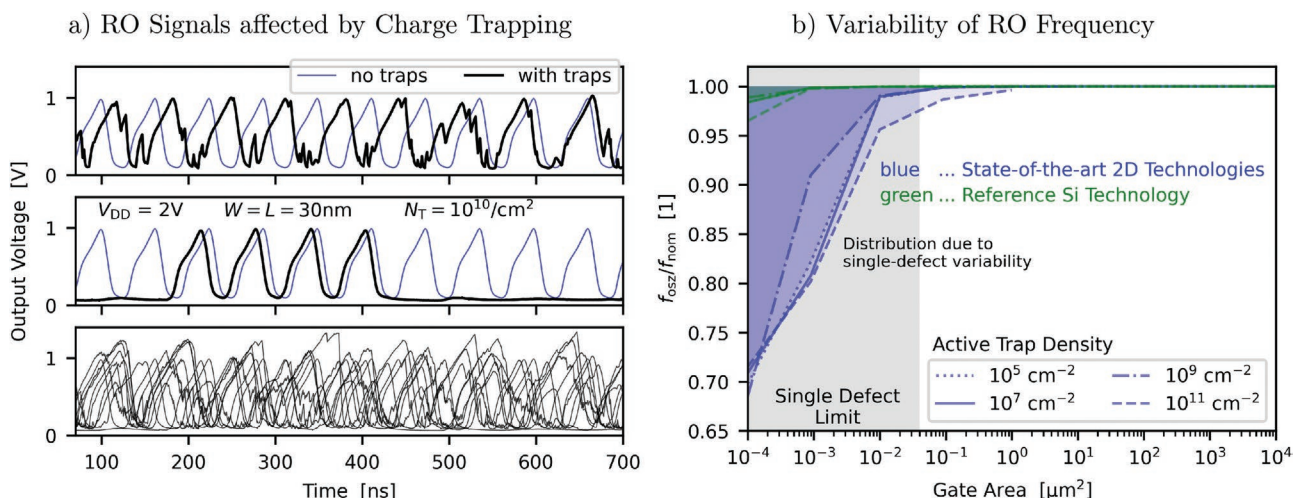 a) RO Signals affected by Charge Trapping
no traps
with traps
1
0
V_DD = 2V
W = L = 30nm
N_T = 10^10/cm^2
1
0
1
0
Output Voltage [V]
100 200 300 400 500 600 700
Time [ns]
b) Variability of RO Frequency
1.00
0.95
0.90
0.85
0.80
0.75
0.70
0.65
f_osz/f_nom [1]
blue ... State-of-the-art 2D Technologies
green ... Reference Si Technology
Distribution due to
single-defect variability
Single Defect
Limit
Active Trap Density
10^5 cm^−2
10^9 cm^−2
10^7 cm^−2
10^11 cm^−2
10^−4 10^−3 10^−2 10^−1 10^0 10^1 10^2 10^3 10^4
Gate Area [μm^2]